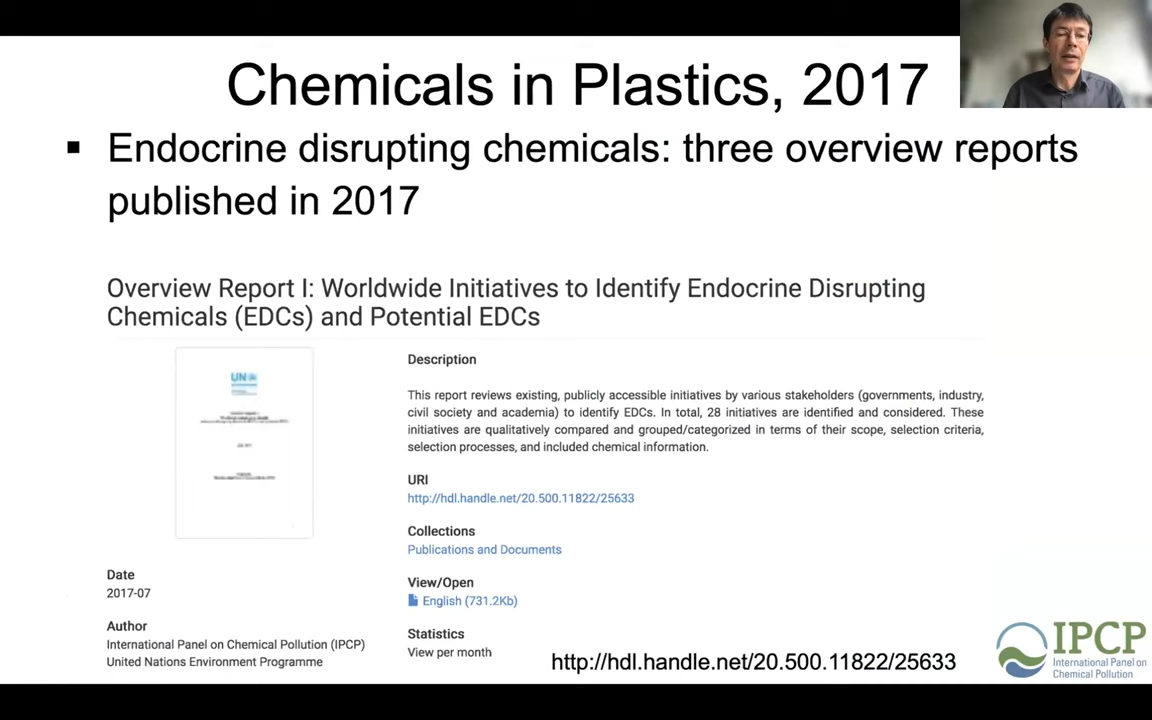 Chemicals in Plastics, 2017
▪ Endocrine disrupting chemicals: three overview reports
published in 2017
Overview Report I: Worldwide Initiatives to Identify Endocrine Disrupting
Chemicals (EDCs) and Potential EDCs
UN
Description
This report reviews existing, publicly accessible initiatives by various stakeholders (governments, industry,
civil society and academia) to identify EDCs. In total, 28 initiatives are identified and considered. These
initiatives are qualitatively compared and grouped/categorized in terms of their scope, selection criteria,
selection processes, and included chemical information.
URI
http://hdl.handle.net/20.500.11822/25633
Collections
Publications and Documents
View/Open
English (731.2Kb)
Statistics
View per month
Date
2017-07
Author
International Panel on Chemical Pollution (IPCP)
United Nations Environment Programme
http://hdl.handle.net/20.500.11822/25633
IPCP
International Panel on
Chemical Pollution